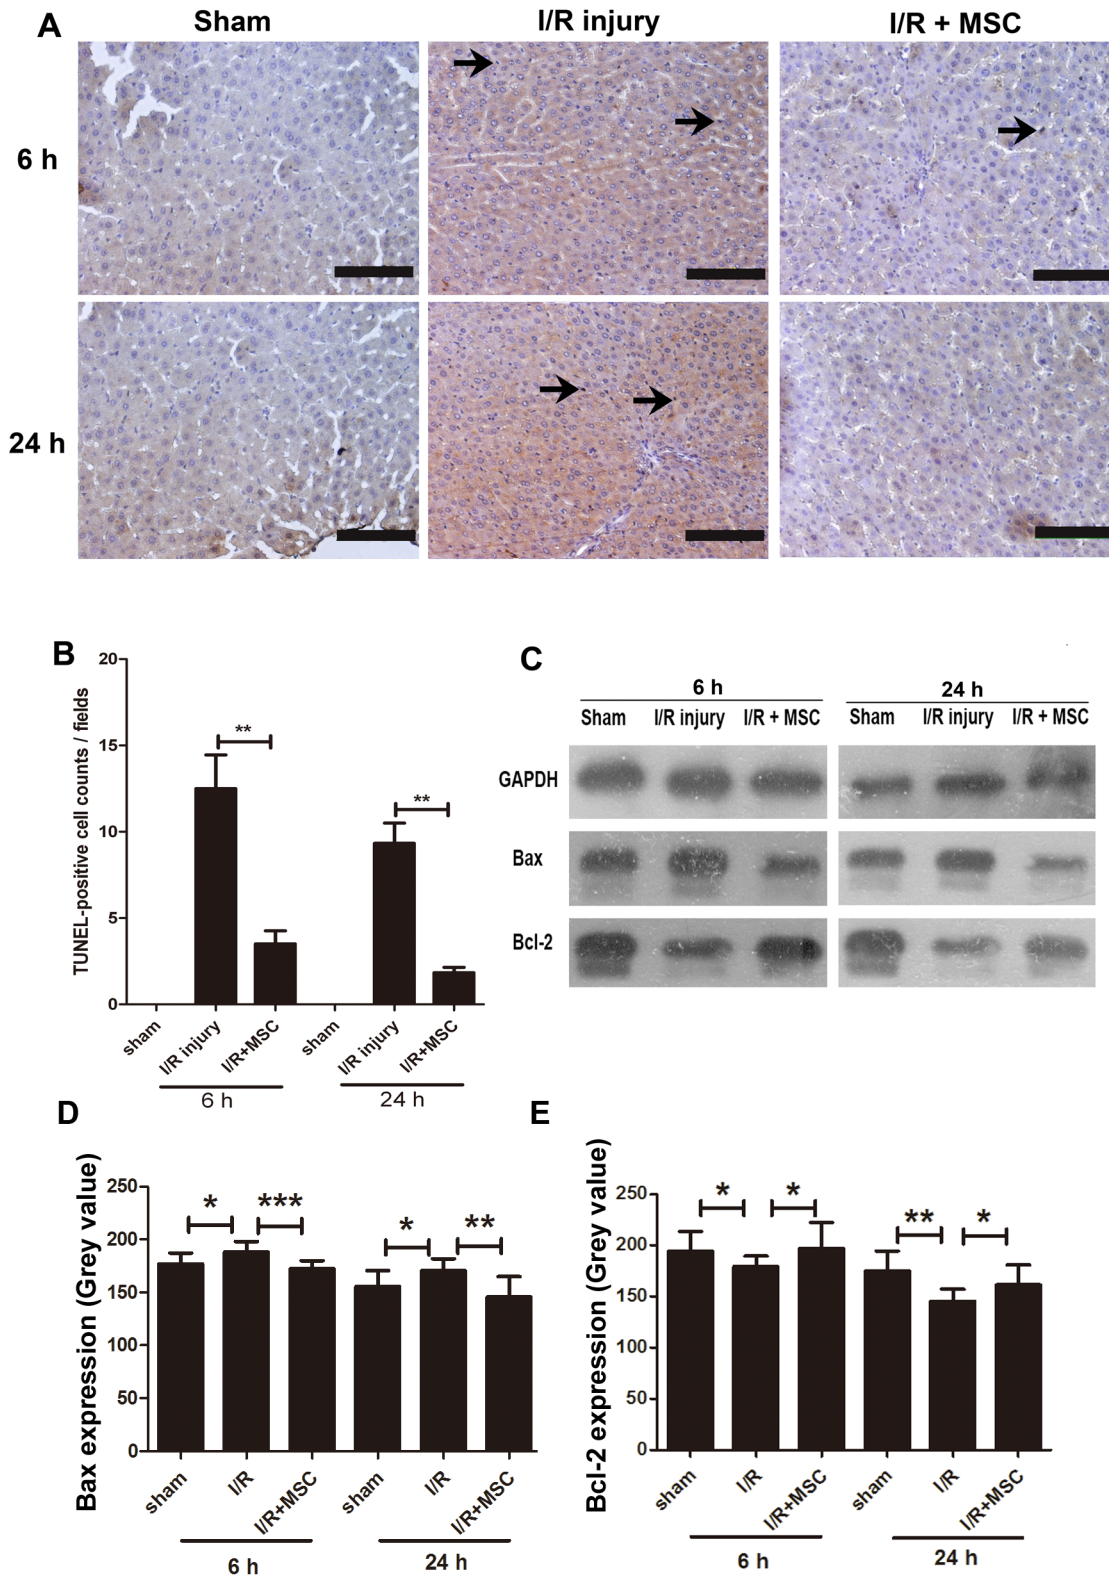 A
Sham
I/R injury
I/R + MSC
6 h
24 h
B
TUNEL-positive cell counts / fields
20
15
10
5
0
**
**
sham
I/R injury
I/R+MSC
sham
I/R injury
I/R+MSC
6 h
24 h
C
6 h
24 h
Sham
I/R injury
I/R + MSC
Sham
I/R injury
I/R + MSC
GAPDH
Bax
Bcl-2
D
Bax expression (Grey value)
250
200
150
100
50
0
*
***
*
**
sham
I/R
I/R+MSC
sham
I/R
I/R+MSC
6 h
24 h
E
Bcl-2 expression (Grey value)
250
200
150
100
50
0
*
*
**
*
sham
I/R
I/R+MSC
sham
I/R
I/R+MSC
6 h
24 h